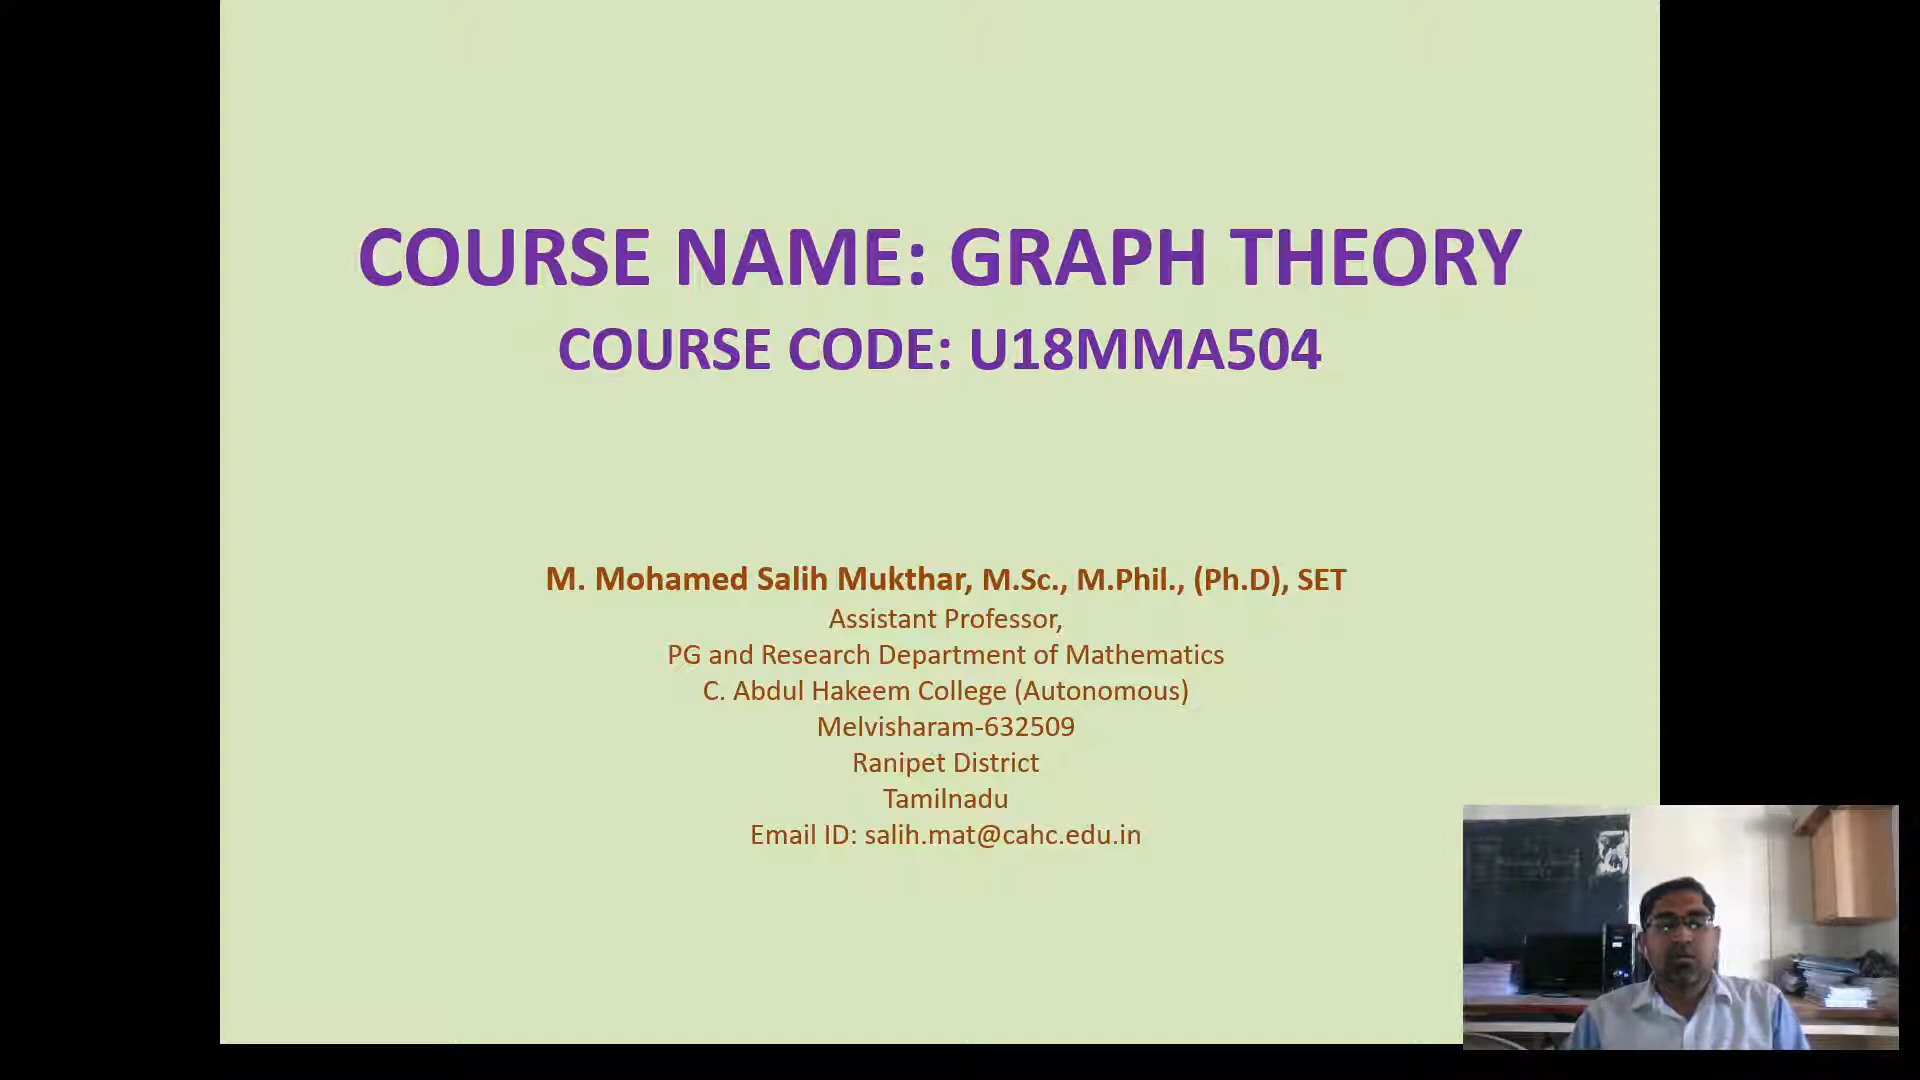 COURSE NAME: GRAPH THEORY
COURSE CODE: U18MMA504
M. Mohamed Salih Mukthar, M.Sc., M.Phil., (Ph.D), SET
Assistant Professor,
PG and Research Department of Mathematics
C. Abdul Hakeem College (Autonomous)
Melvisharam-632509
Ranipet District
Tamilnadu
Email ID: salih.mat@cahc.edu.in